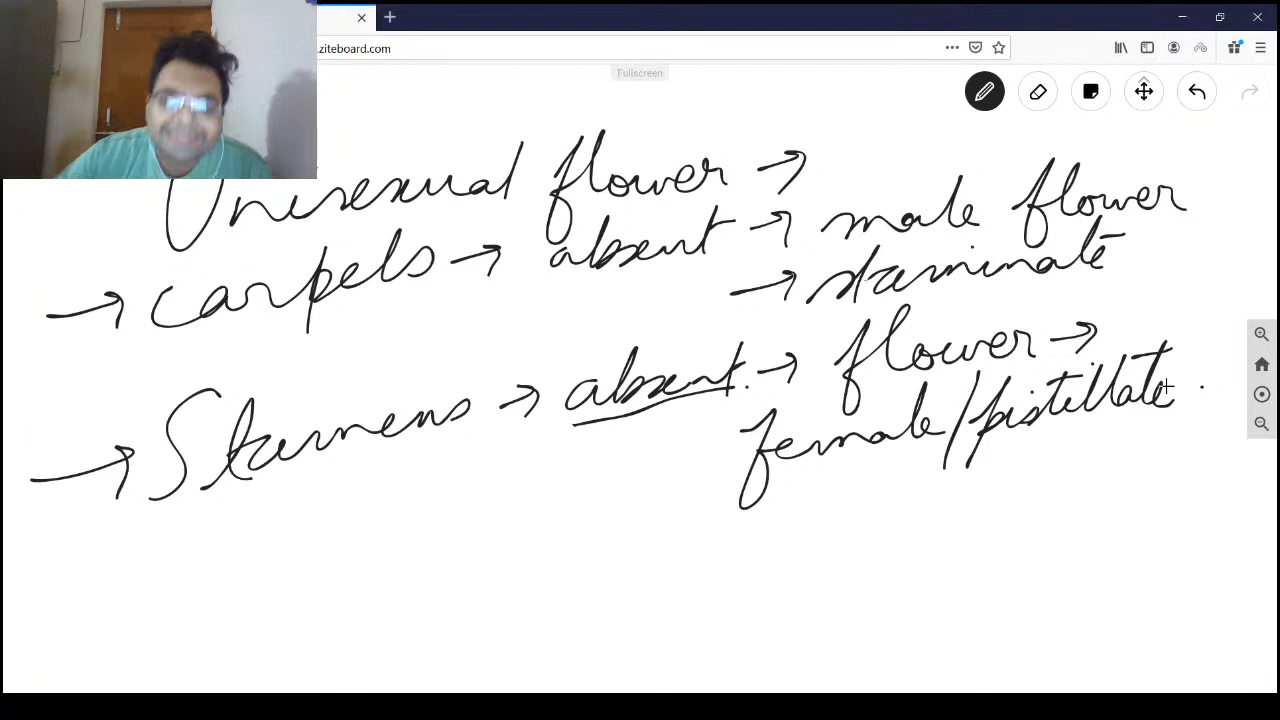 .ziteboard.com
Fullscreen
Unisexual flower →
→ carpels → absent → male flower
→ staminate
→ Stamens → absent. → flower →
female/pistillate